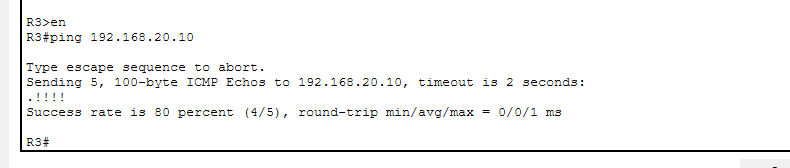 R3>en
R3#ping 192.168.20.10
Type escape sequence to abort.
Sending 5, 100-byte ICMP Echos to 192.168.20.10, timeout is 2 seconds:
.!!!!
Success rate is 80 percent (4/5), round-trip min/avg/max = 0/0/1 ms
R3#